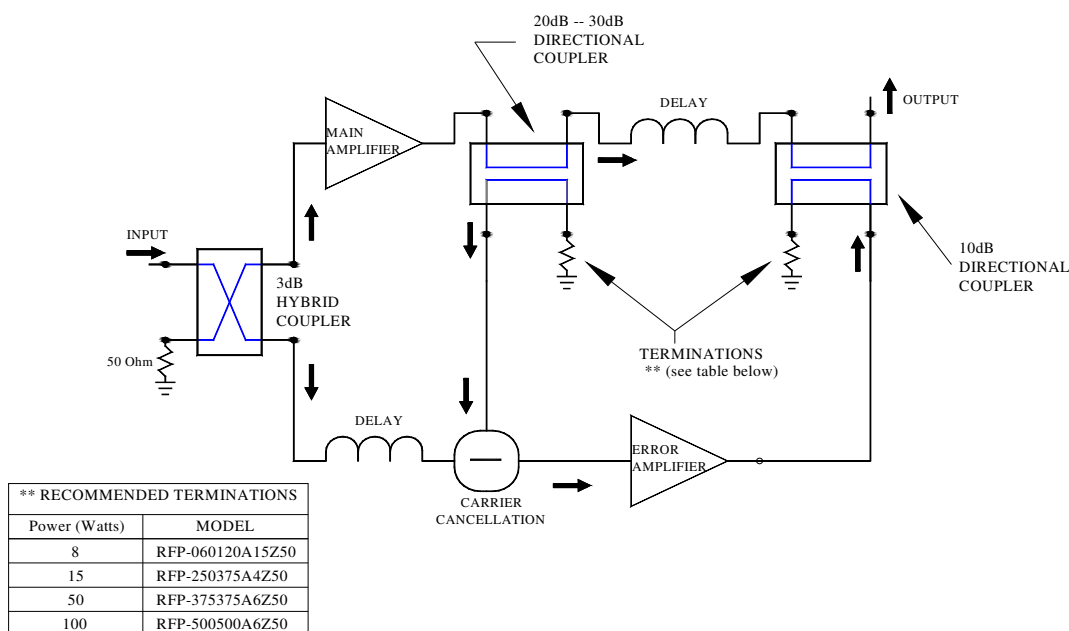 20dB -- 30dB
DIRECTIONAL
COUPLER
DELAY
OUTPUT
MAIN
AMPLIFIER
INPUT
3dB
HYBRID
COUPLER
10dB
DIRECTIONAL
COUPLER
50 Ohm
TERMINATIONS
** (see table below)
DELAY
ERROR
AMPLIFIER
CARRIER
CANCELLATION
** RECOMMENDED TERMINATIONS
Power (Watts) MODEL
8 RFP-060120A15Z50
15 RFP-250375A4Z50
50 RFP-375375A6Z50
100 RFP-500500A6Z50